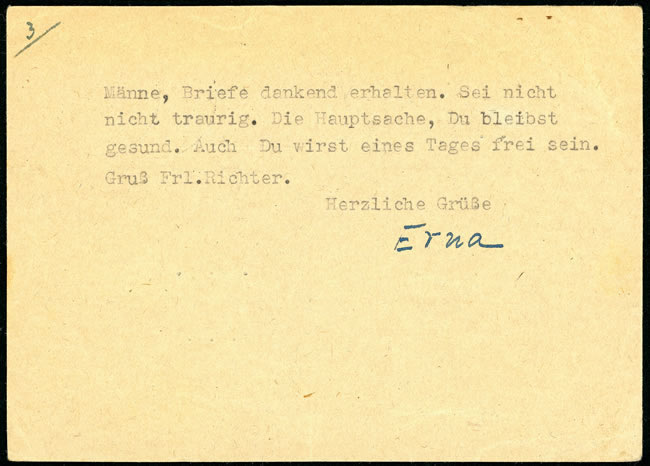 3/
Männe, Briefe dankend erhalten. Sei nicht
nicht traurig. Die Hauptsache, Du bleibst
gesund. Auch Du wirst eines Tages frei sein.
Gruß Frl.Richter.
Herzliche Grüße
Erna